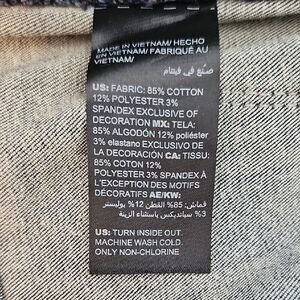 MADE IN VIETNAM/ HECHO
EN VIETNAM/ FABRIQUÉ AU
VIETNAM/
صنع في فيتنام
US: FABRIC: 85% COTTON
12% POLYESTER 3%
SPANDEX EXCLUSIVE OF
DECORATION MX: TELA:
85% ALGODÓN 12% poliéster
3% elastano EXCLUSIVO DE
LA DECORACIÓN CA: TISSU:
85% COTON 12%
POLYESTER 3% SPANDEX À
L'EXCEPTION DES MOTIFS
DÉCORATIFS AE/KW:
قماش: 85% القطن 12% بوليستر
3% سباندیكس باستثناء الزينة
US: TURN INSIDE OUT.
MACHINE WASH COLD.
ONLY NON-CHLORINE